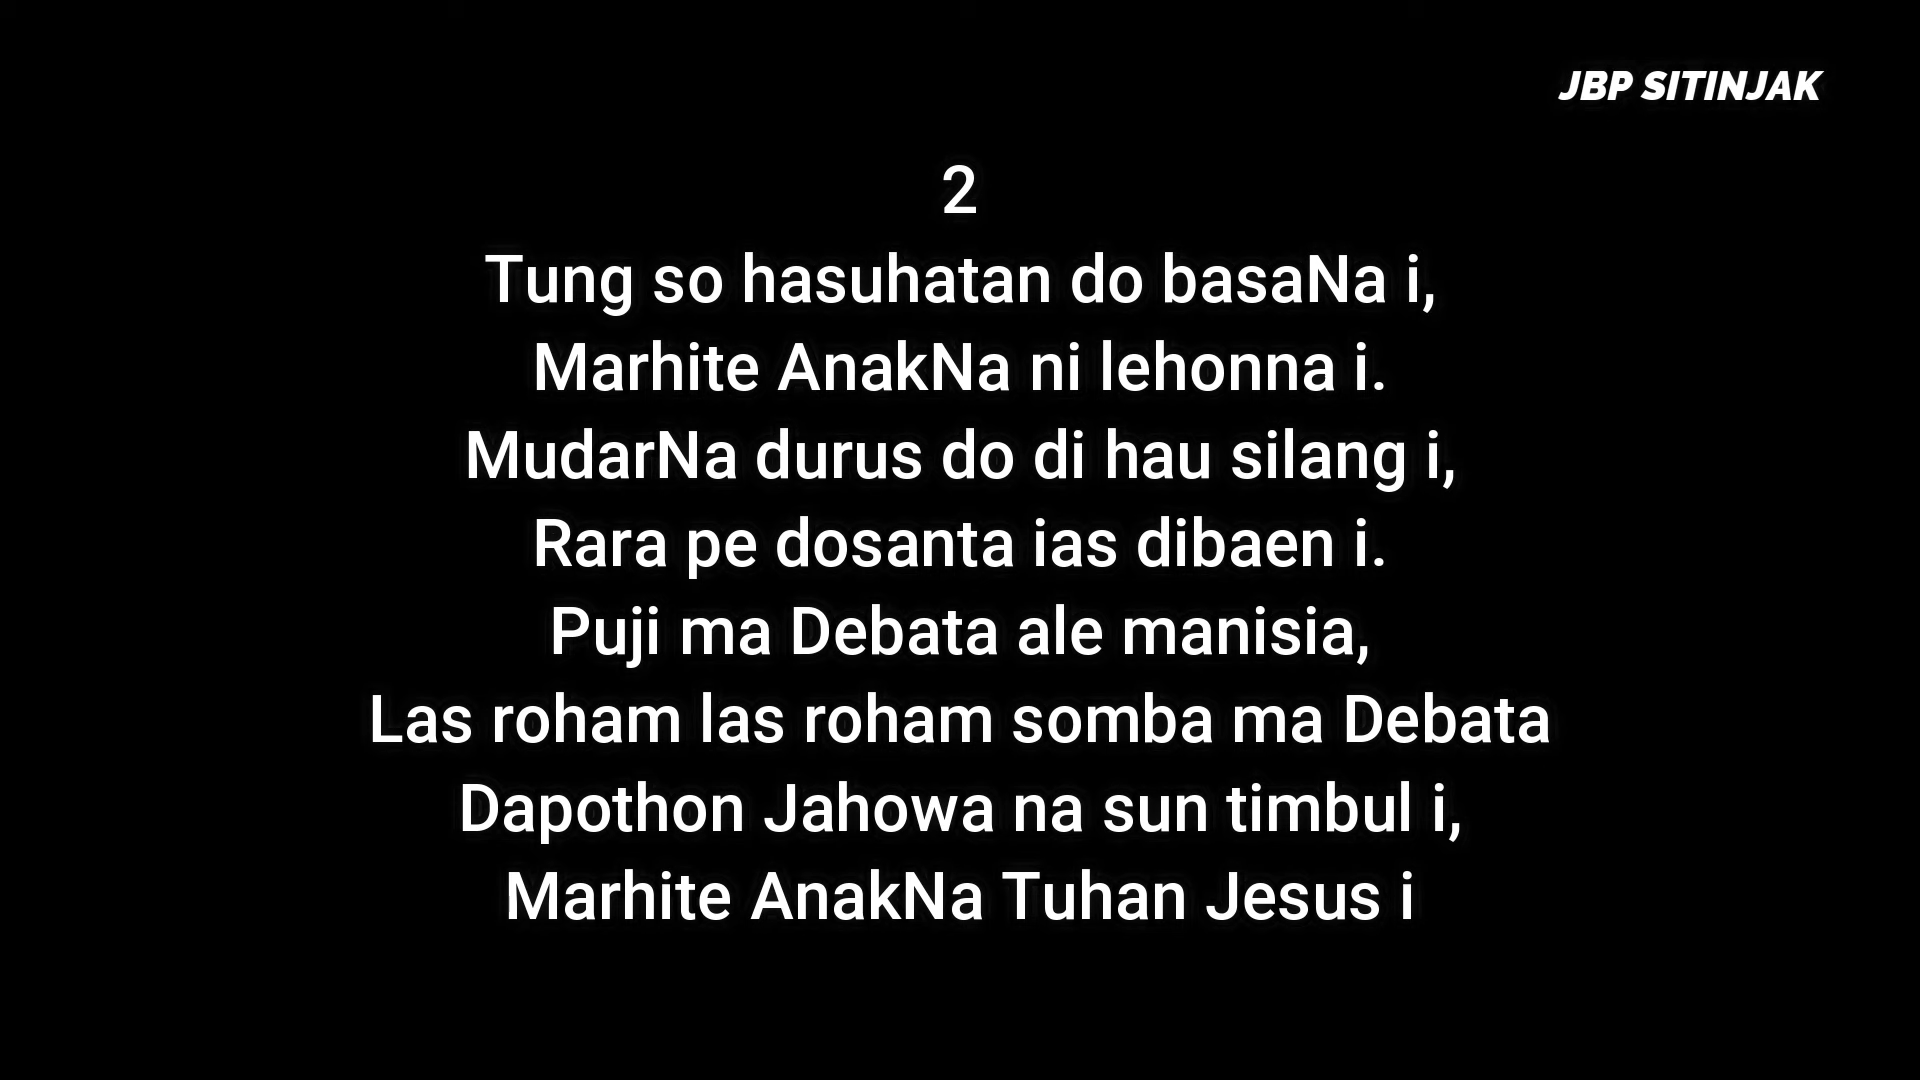 JBP SITINJAK
2
Tung so hasuhatan do basaNa i,
Marhite AnakNa ni lehonna i.
MudarNa durus do di hau silang i,
Rara pe dosanta ias dibaen i.
Puji ma Debata ale manisia,
Las roham las roham somba ma Debata
Dapothon Jahowa na sun timbul i,
Marhite AnakNa Tuhan Jesus i